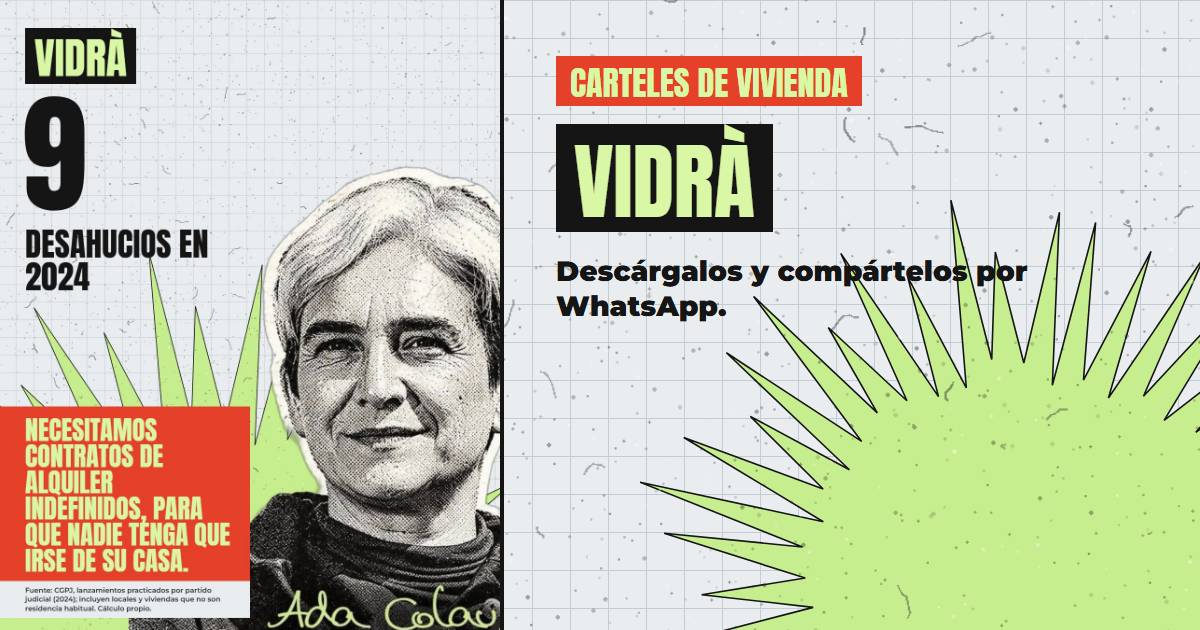 VIDRÀ
9
DESAHUCIOS EN
2024
NECESITAMOS
CONTRATOS DE
ALQUILER
INDEFINIDOS, PARA
QUE NADIE TENGA QUE
IRSE DE SU CASA.
Fuente: CGPJ, lanzamientos practicados por partido
judicial (2024); incluyen locales y viviendas que no son
residencia habitual. Cálculo propio.
Ada Colau
CARTELES DE VIVIENDA
VIDRÀ
Descárgalos y compártelos por
WhatsApp.